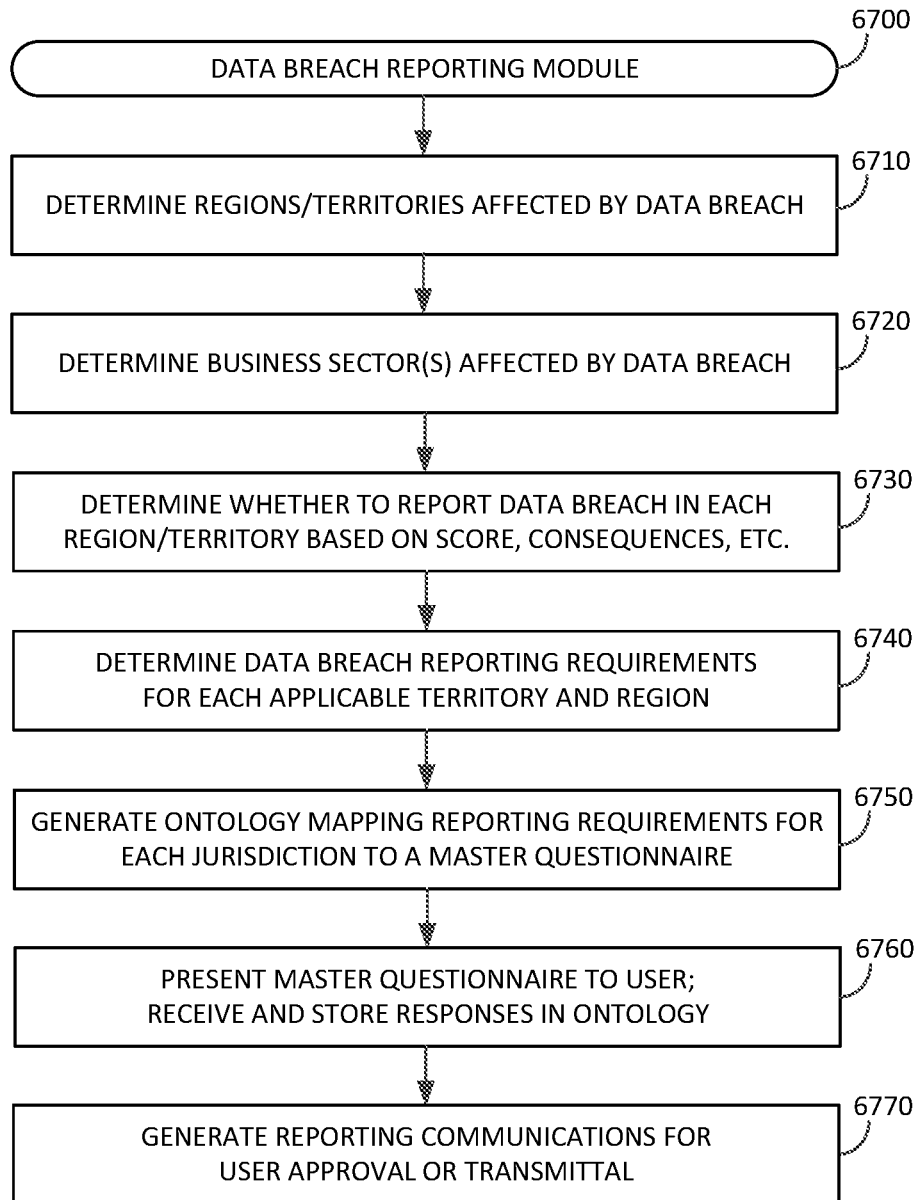 6700
DATA BREACH REPORTING MODULE
6710
DETERMINE REGIONS/TERRITORIES AFFECTED BY DATA BREACH
6720
DETERMINE BUSINESS SECTOR(S) AFFECTED BY DATA BREACH
6730
DETERMINE WHETHER TO REPORT DATA BREACH IN EACH
REGION/TERRITORY BASED ON SCORE, CONSEQUENCES, ETC.
6740
DETERMINE DATA BREACH REPORTING REQUIREMENTS
FOR EACH APPLICABLE TERRITORY AND REGION
6750
GENERATE ONTOLOGY MAPPING REPORTING REQUIREMENTS FOR
EACH JURISDICTION TO A MASTER QUESTIONNAIRE
6760
PRESENT MASTER QUESTIONNAIRE TO USER;
RECEIVE AND STORE RESPONSES IN ONTOLOGY
6770
GENERATE REPORTING COMMUNICATIONS FOR
USER APPROVAL OR TRANSMITTAL